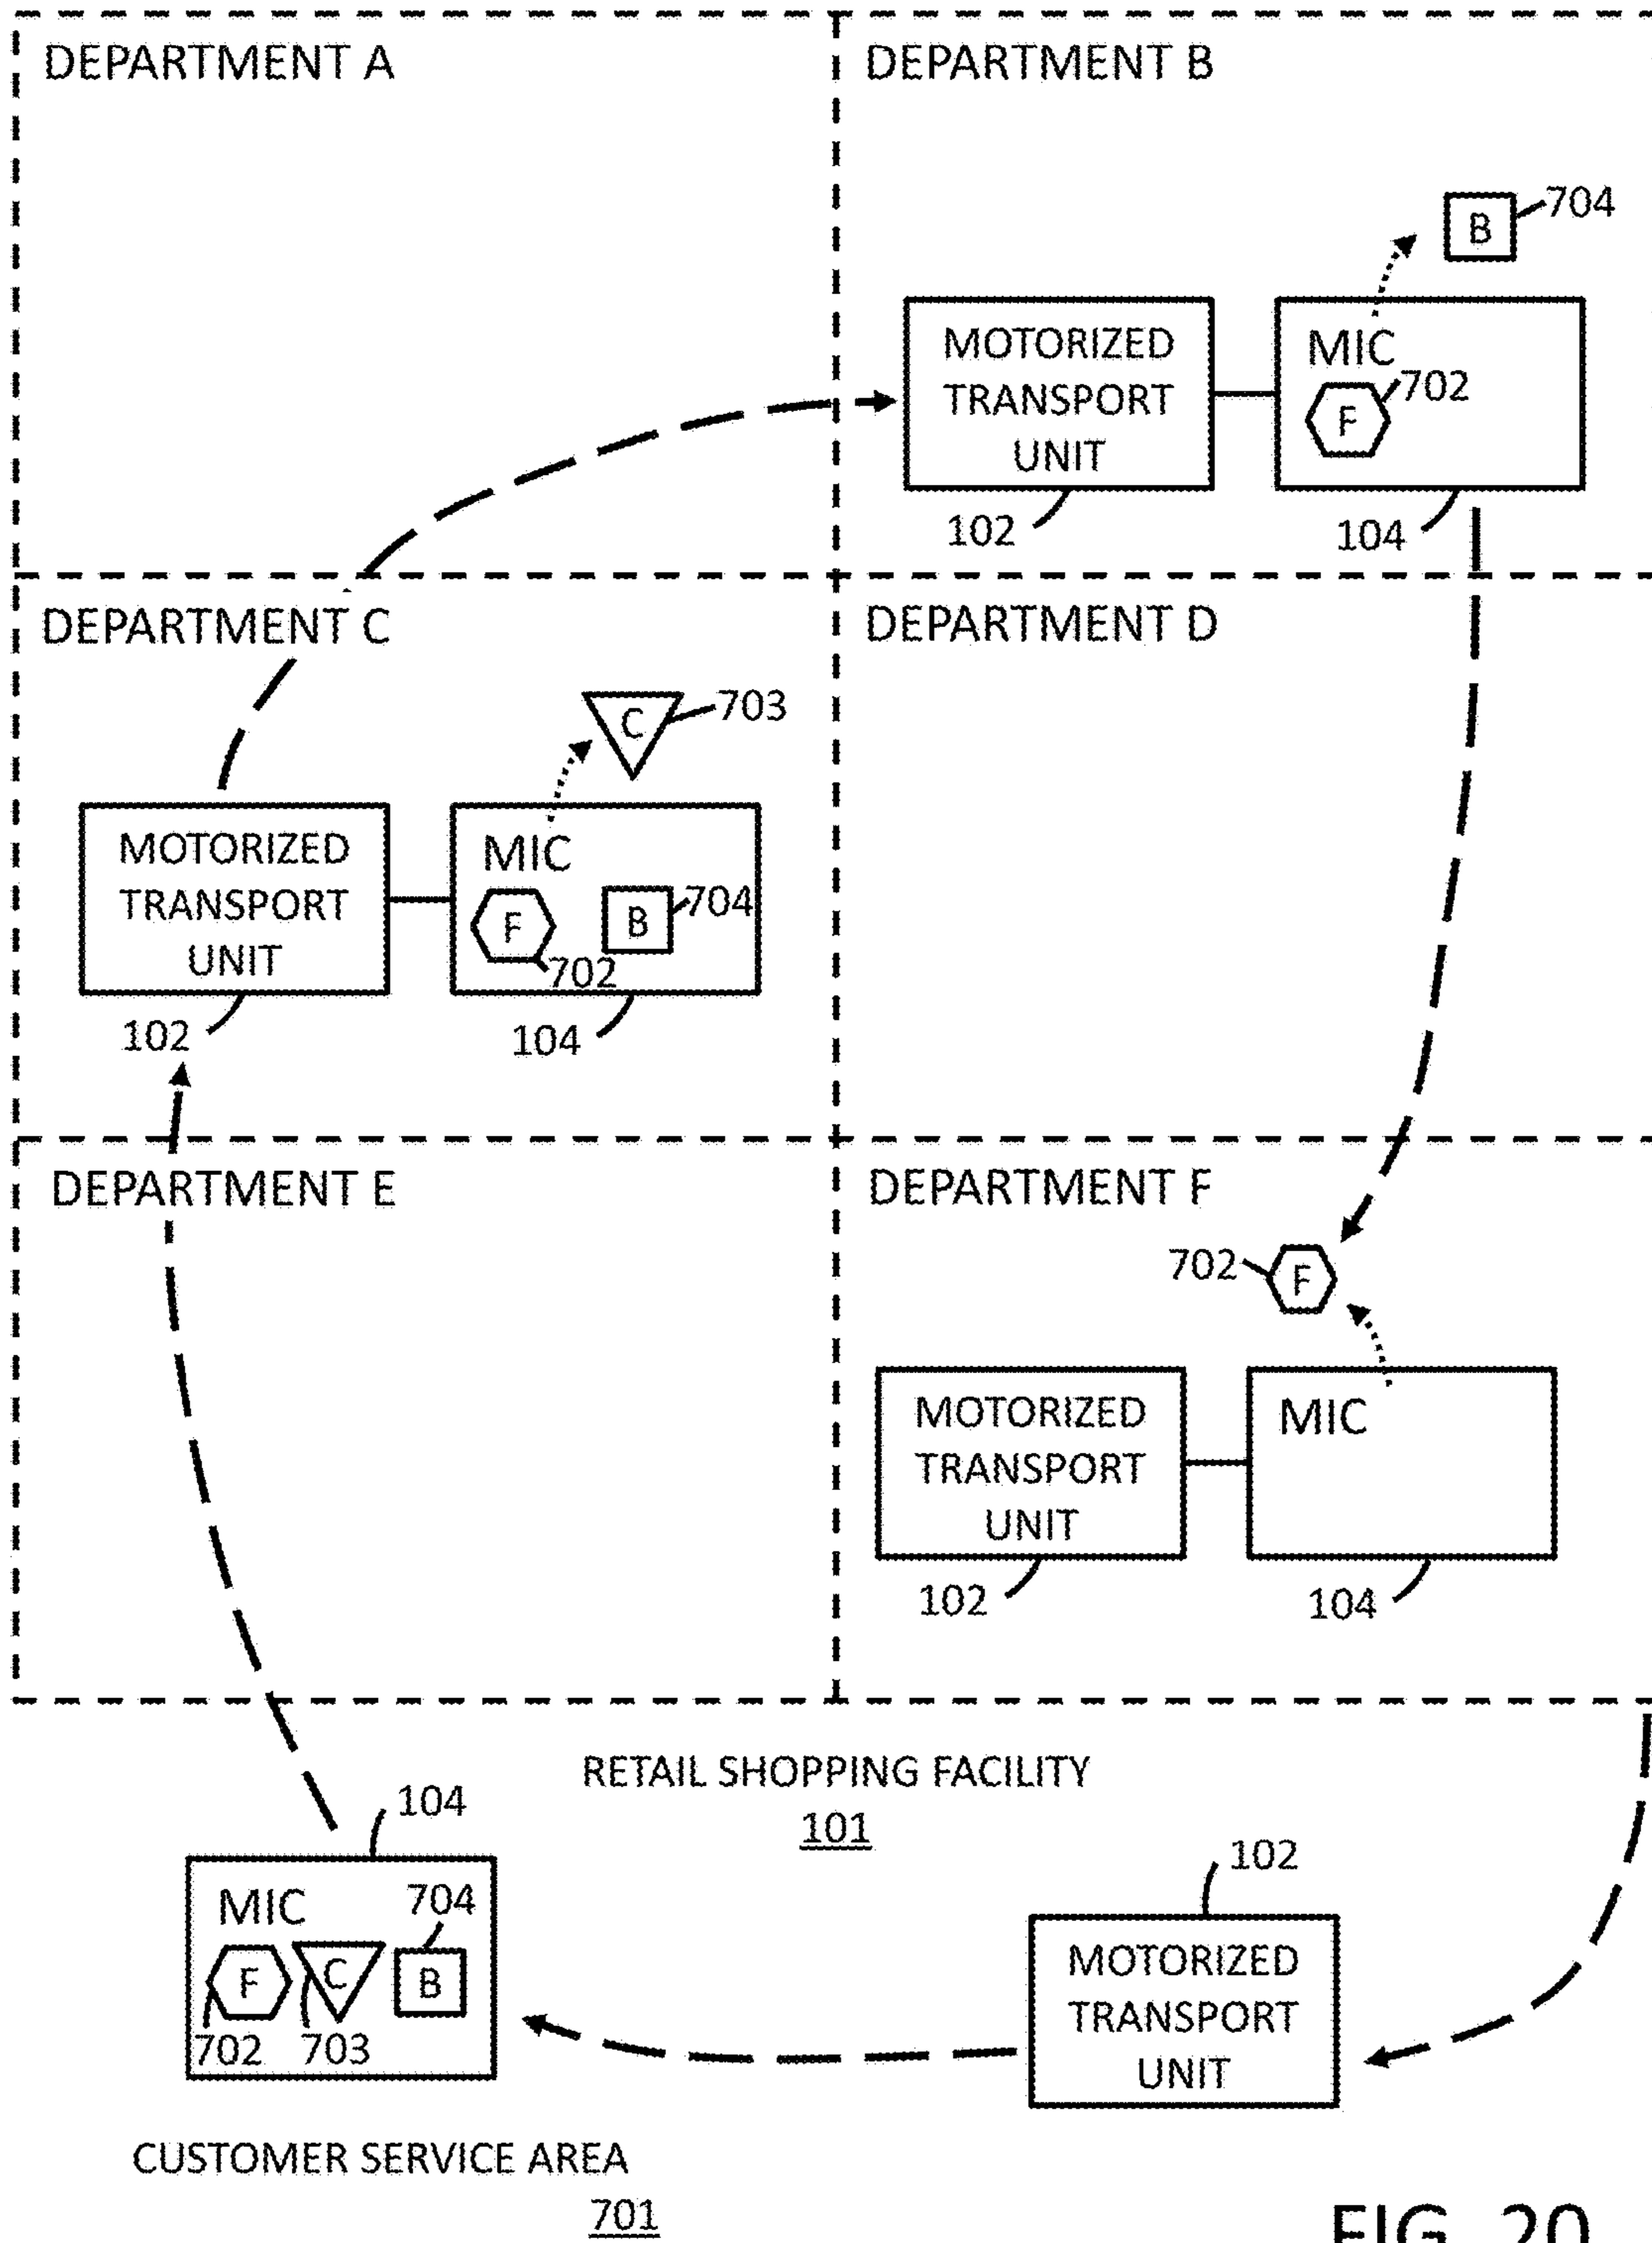 DEPARTMENT A
DEPARTMENT B
B
704
MOTORIZED
TRANSPORT
UNIT
MIC
702
F
102
104
DEPARTMENT C
DEPARTMENT D
C
703
MOTORIZED
TRANSPORT
UNIT
MIC
F
702
B
704
102
104
DEPARTMENT E
DEPARTMENT F
702
F
MOTORIZED
TRANSPORT
UNIT
MIC
102
104
RETAIL SHOPPING FACILITY
101
104
MIC
704
F
C
B
702
703
102
MOTORIZED
TRANSPORT
UNIT
CUSTOMER SERVICE AREA
701
FIG. 20